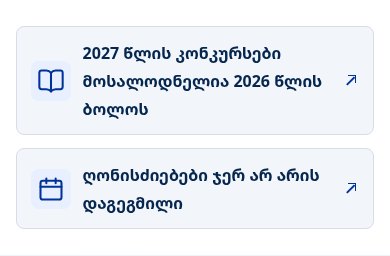 2027 წლის კონკურსები
მოსალოდნელია 2026 წლის
ბოლოს
ღონისძიებები ჯერ არ არის
დაგეგმილი